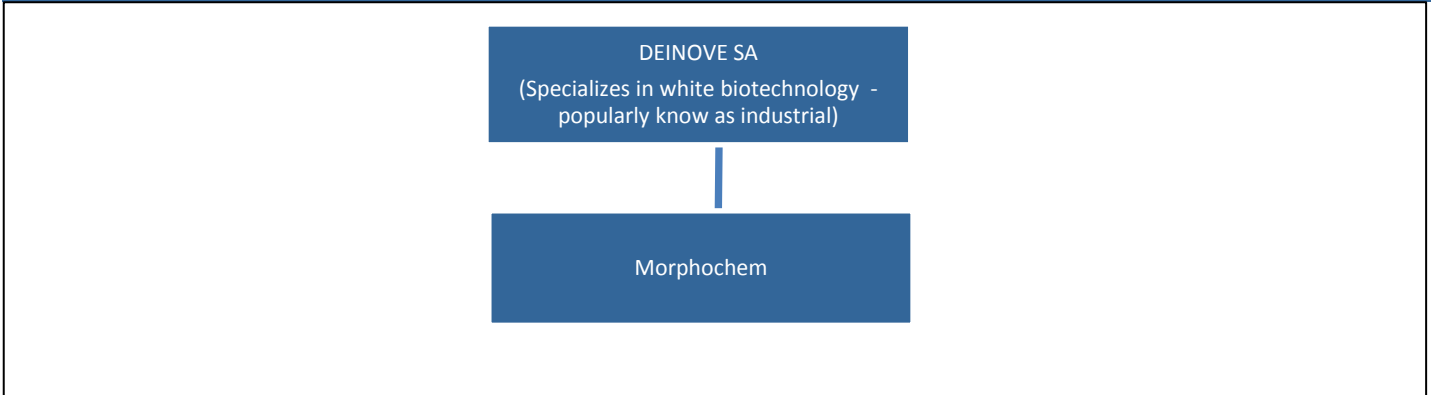 DEINOVE SA
(Specializes in white biotechnology -
popularly know as industrial)
Morphochem